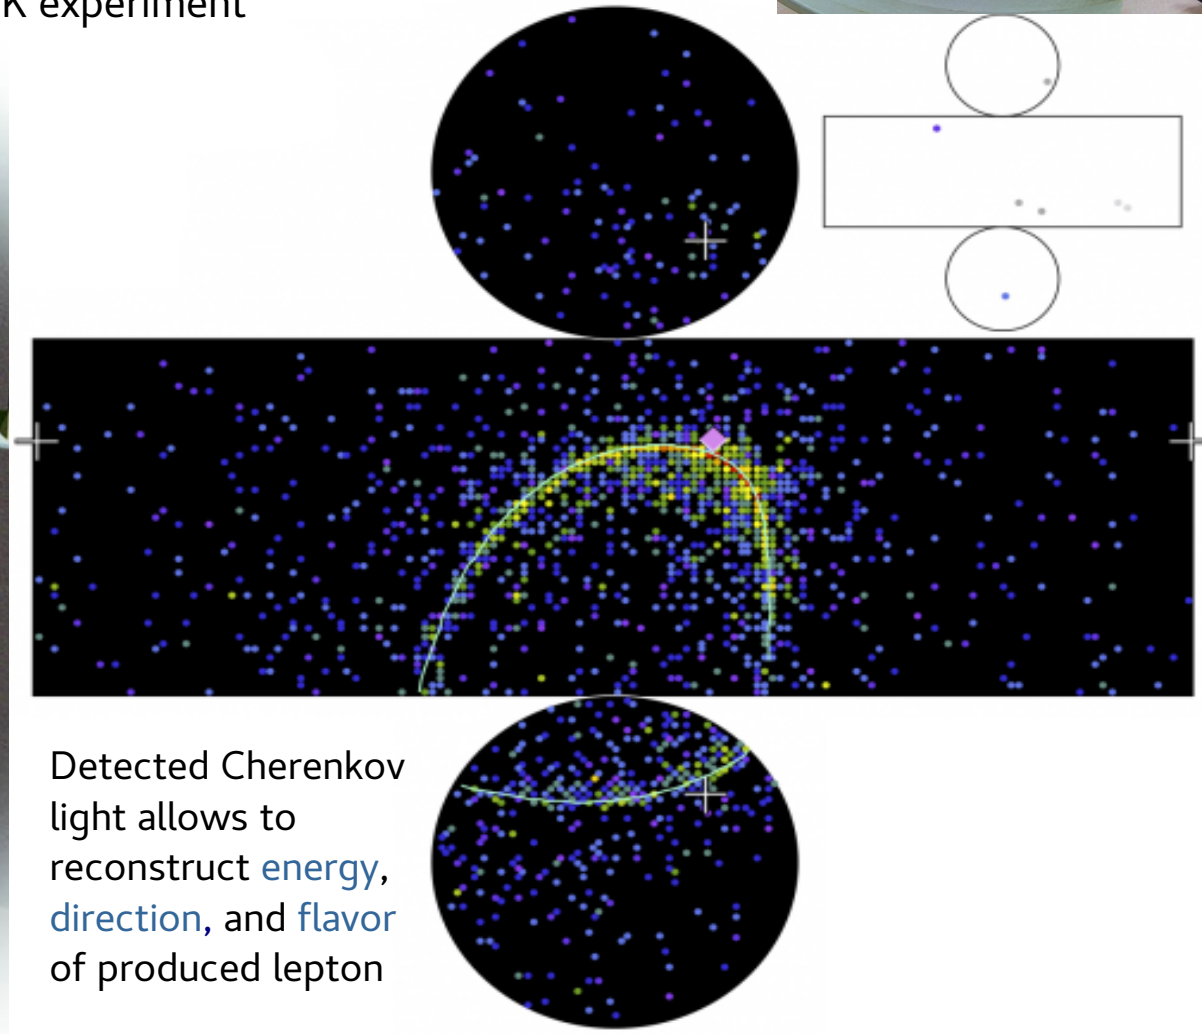 K experiment
Detected Cherenkov
light allows to
reconstruct energy,
direction, and flavor
of produced lepton